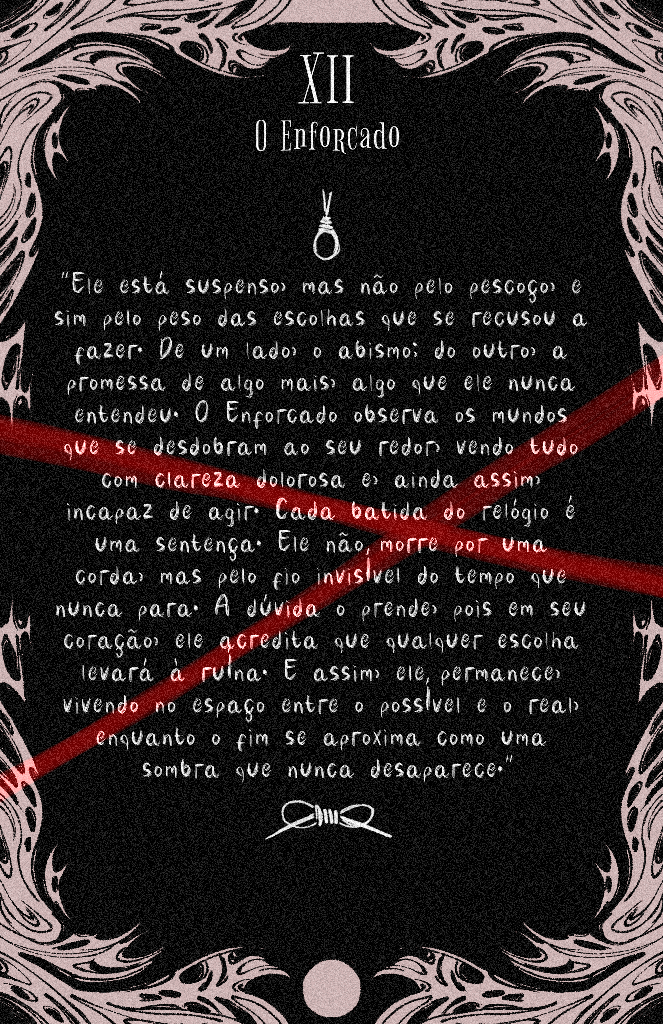 XII
O Enforcado
"Ele está suspenso, mas não pelo pescoço, e
sim pelo peso das escolhas que se recusou a
fazer. De um lado, o abismo; do outro, a
promessa de algo mais, algo que ele nunca
entendeu. O Enforcado observa os mundos
que se desdobram ao seu redor, vendo tudo
com clareza dolorosa e, ainda assim,
incapaz de agir. Cada batida do relógio é
uma sentença. Ele não morre por uma
corda, mas pelo fio invisível do tempo que
nunca para. A dúvida o prende, pois em seu
coração, ele acredita que qualquer escolha
levará à ruína. E assim, ele permanece,
vivendo no espaço entre o possível e o real,
enquanto o fim se aproxima como uma
sombra que nunca desaparece."